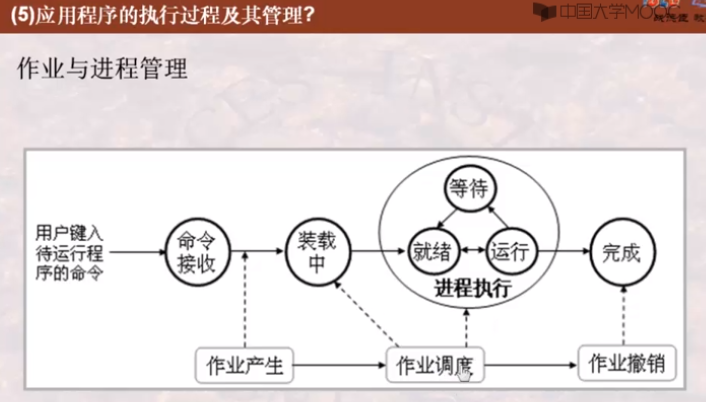 (5)应用程序的执行过程及其管理?
中国大学MOOC
作业与进程管理
等待
用户键入
待运行程
序的命令
命令
接收
装载
中
就绪
运行
完成
进程执行
作业产生
作业调度
作业撤销